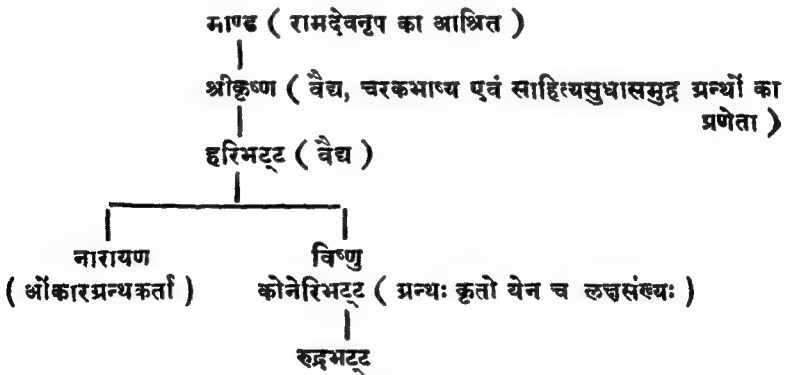 माण्ड ( रामदेवनृप का आश्रित )
श्रीकृष्ण ( वैद्य, चरकभाष्य एवं साहित्यसुधासमुद्र ग्रन्थों का
प्रणेता )
हरिभट्ट ( वैद्य )
नारायण विष्णु
( ओंकारग्रन्थकर्ता ) कोनेरिभट्ट ( ग्रन्थः कृतो येन च लक्षसंख्यः )
रुद्रभट्ट